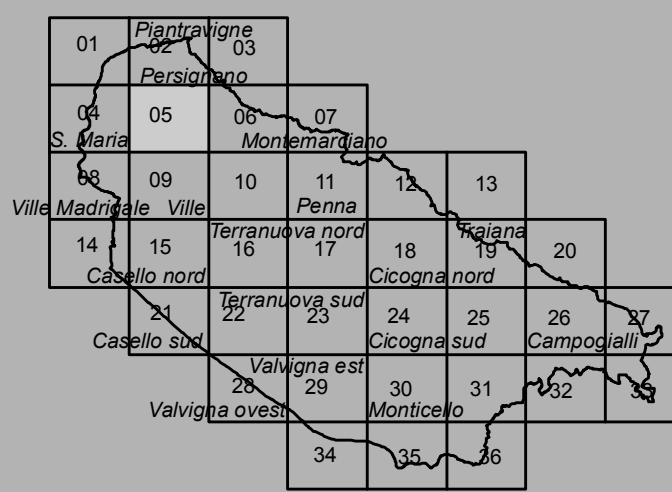 Piantravigne
01 02 03
Persignano
04 05 06 07
S. Maria Montemarciano
08 09 10 11 12 13
Ville Madrigale Ville Penna
Terranuova nord Traiana
14 15 16 17 18 19 20
Casello nord Cicogna nord
Terranuova sud
21 22 23 24 25 26 27
Casello sud Cicogna sud Campogialli
Valvigna est
28 29 30 31 32 33
Valvigna ovest Monticello
34 35 36